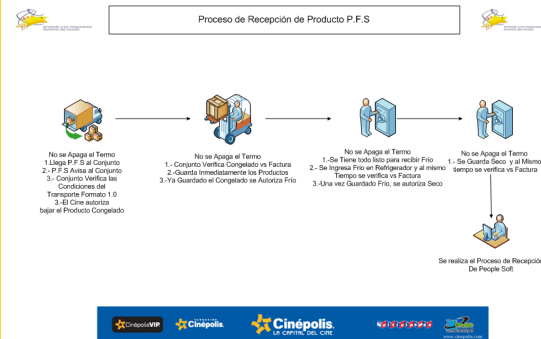 Proceso de Recepción de Producto P.F.S
No se Apaga el Termo
1.Llega P.F.S al Conjunto
2.- P.F.S Avisa al Conjunto
3.- Conjunto Verifica las
Condiciones del
Transporte Formato 1.0
3.-El Cine autoriza
bajar el Producto Congelado
No se Apaga el Termo
1.- Conjunto Verifica Congelado vs Factura
2.-Guarda Inmediatamente los Productos
3.-Ya Guardado el Congelado se Autoriza Frío
No se Apaga el Termo
1.-Se Tiene todo listo para recibir Frío
2.- Se Ingresa Frío en Refrigerador y al mismo
Tiempo se verifica vs Factura
3.-Una vez Guardado Frío, se autoriza Seco
No se Apaga el Termo
1.- Se Guarda Seco y al Mismo
tiempo se verifica vs Factura
Se realiza el Proceso de Recepción
De People Soft
CinépolisVIP
Cinépolis.
Cinépolis.
LA CAPITAL DEL CINE
www.cinepolis.com